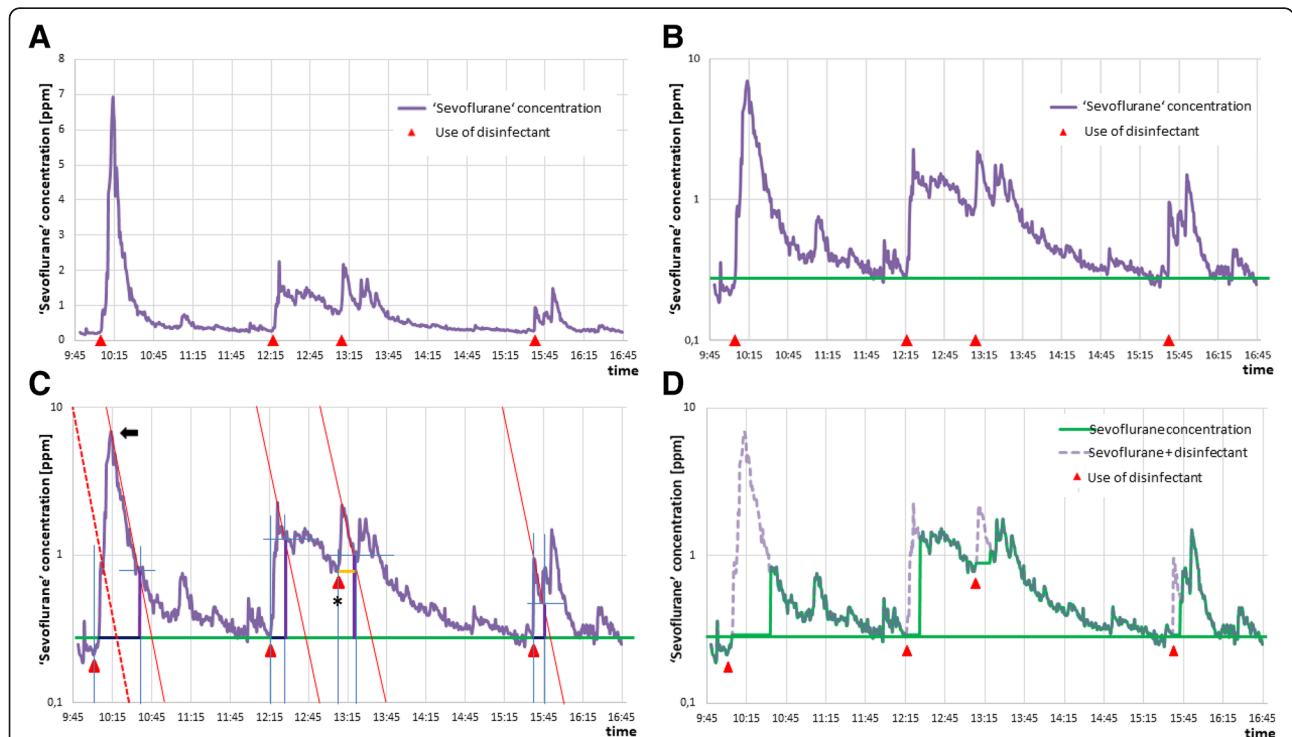 A
'Sevoflurane' concentration [ppm]
8
7
6
5
4
3
2
1
0
'Sevoflurane' concentration
Use of disinfectant
9:45 10:15 10:45 11:15 11:45 12:15 12:45 13:15 13:45 14:15 14:45 15:15 15:45 16:15 16:45
time
B
'Sevoflurane' concentration [ppm]
10
1
0,1
'Sevoflurane' concentration
Use of disinfectant
9:45 10:15 10:45 11:15 11:45 12:15 12:45 13:15 13:45 14:15 14:45 15:15 15:45 16:15 16:45
time
C
'Sevoflurane' concentration [ppm]
10
1
0,1
*
9:45 10:15 10:45 11:15 11:45 12:15 12:45 13:15 13:45 14:15 14:45 15:15 15:45 16:15 16:45
time
D
'Sevoflurane' concentration [ppm]
10
1
0,1
Sevoflurane concentration
Sevoflurane + disinfectant
Use of disinfectant
9:45 10:15 10:45 11:15 11:45 12:15 12:45 13:15 13:45 14:15 14:45 15:15 15:45 16:15 16:45
time